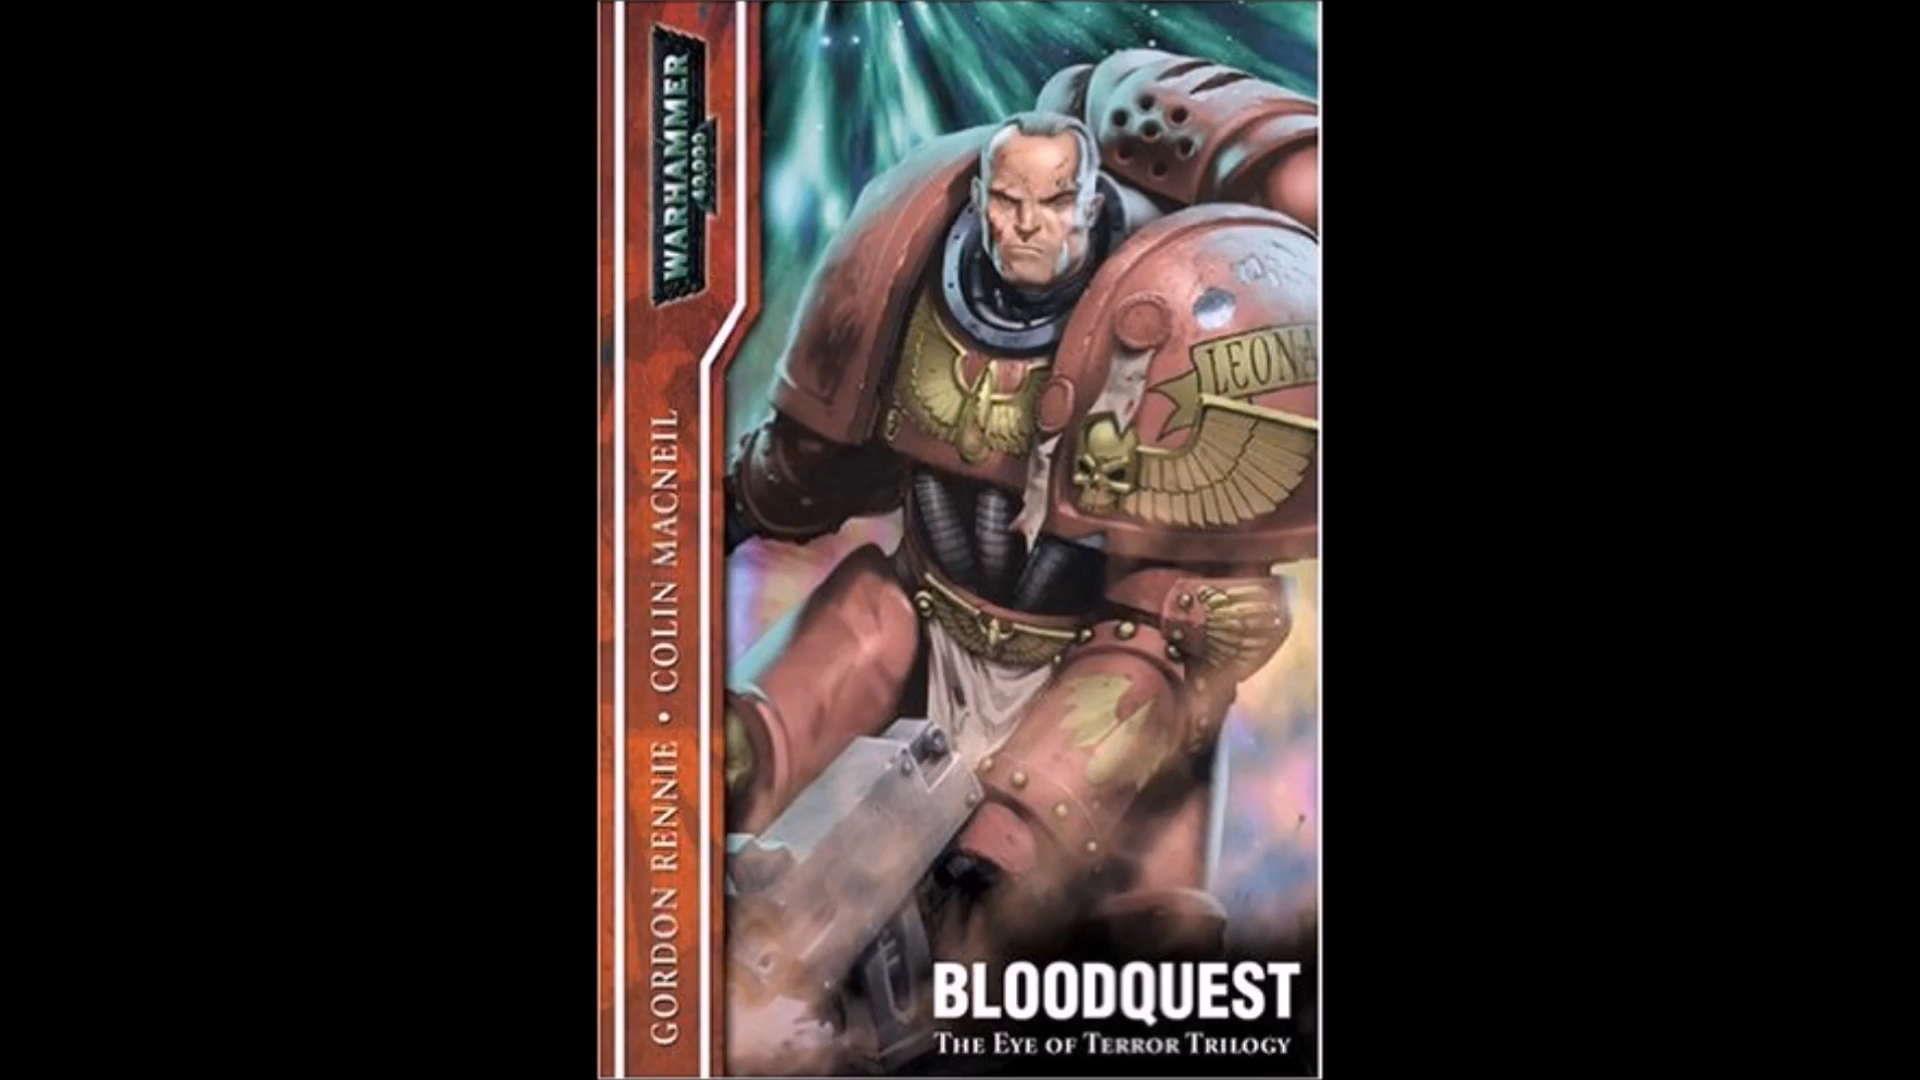 WARHAMMER
40,000
GORDON RENNIE • COLIN MACNEIL
LEONA
BLOODQUEST
THE EYE OF TERROR TRILOGY